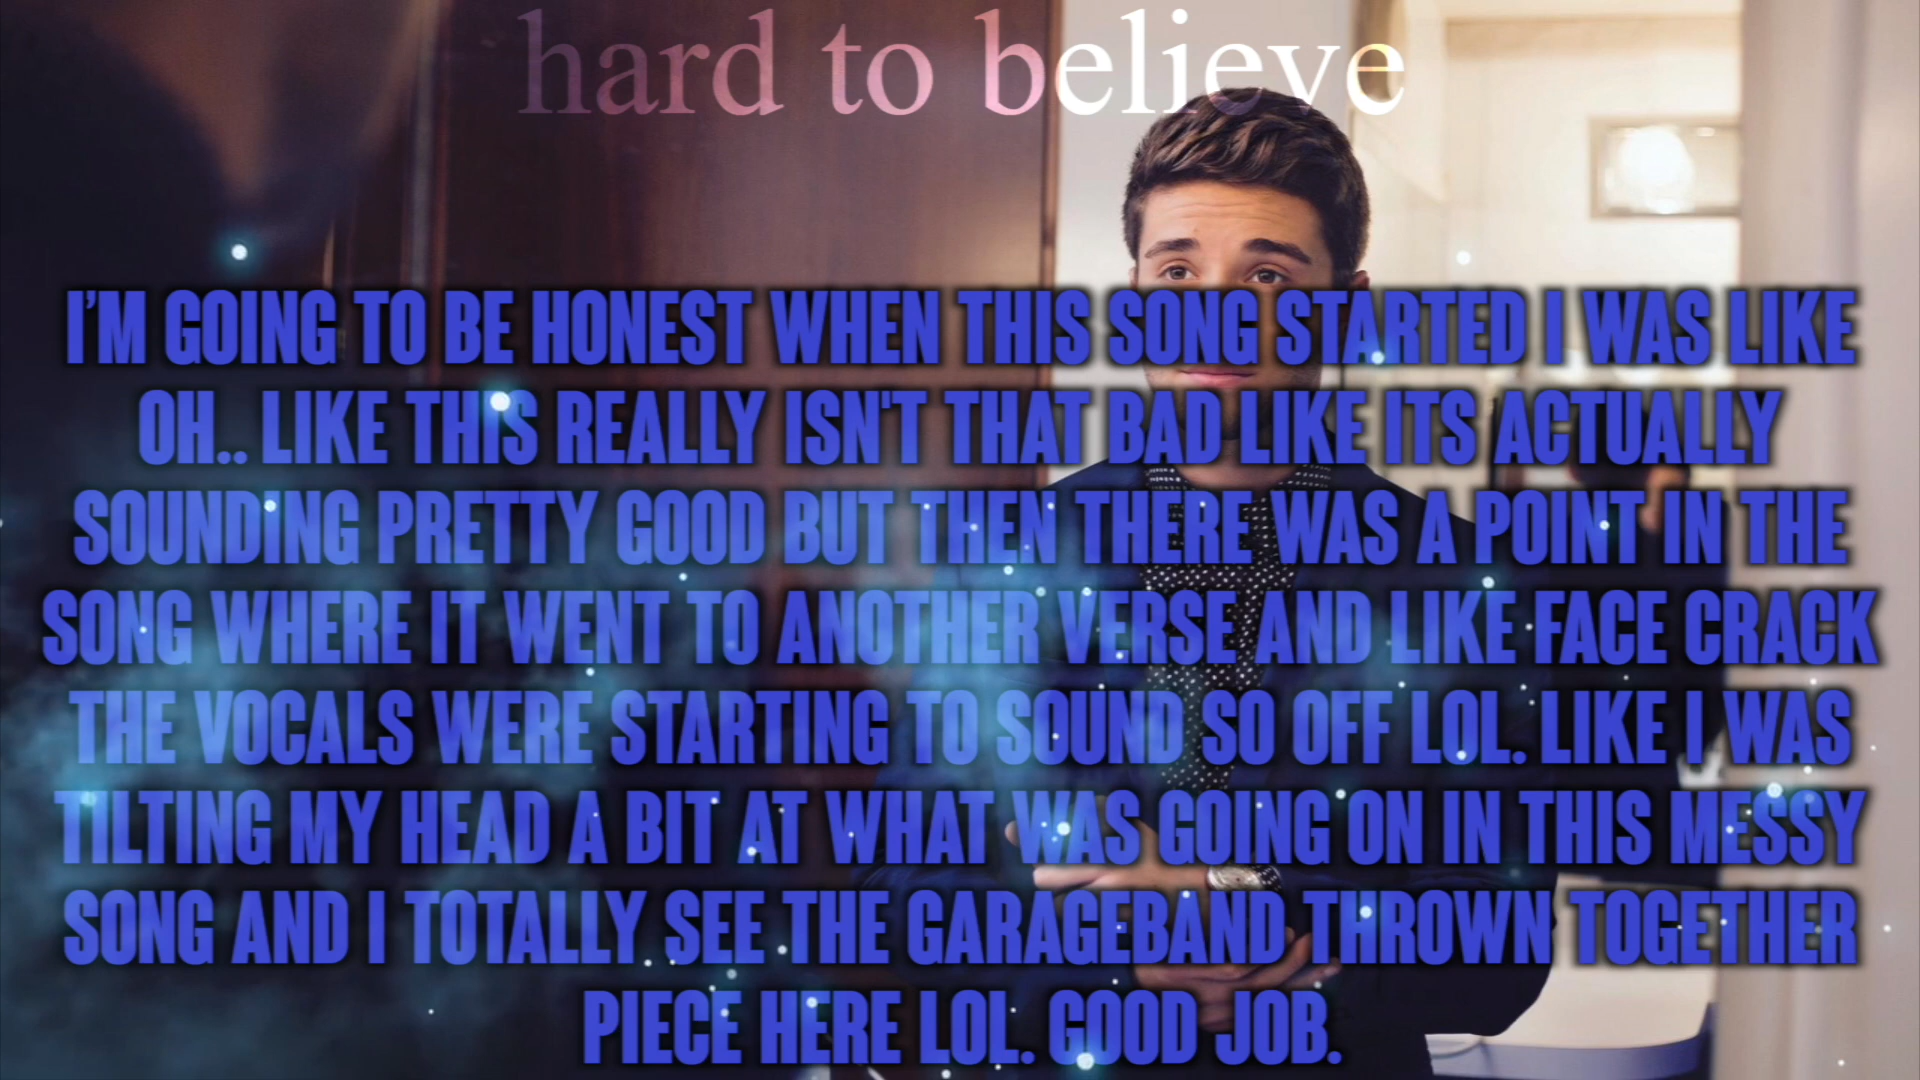 hard to believe
I'M GOING TO BE HONEST WHEN THIS SONG STARTED I WAS LIKE
OH.. LIKE THIS REALLY ISN'T THAT BAD LIKE ITS ACTUALLY
SOUNDING PRETTY GOOD BUT THEN THERE WAS A POINT IN THE
SONG WHERE IT WENT TO ANOTHER VERSE AND LIKE FACE CRACK
THE VOCALS WERE STARTING TO SOUND SO OFF LOL. LIKE I WAS
TILTING MY HEAD A BIT AT WHAT WAS GOING ON IN THIS MESSY
SONG AND I TOTALLY SEE THE GARAGEBAND THROWN TOGETHER
PIECE HERE LOL. GOOD JOB.